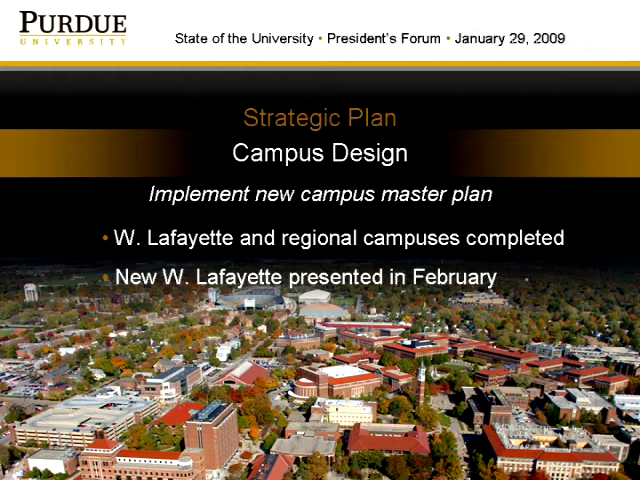 PURDUE
UNIVERSITY
State of the University • President's Forum • January 29, 2009
Strategic Plan
Campus Design
Implement new campus master plan
• W. Lafayette and regional campuses completed
• New W. Lafayette presented in February